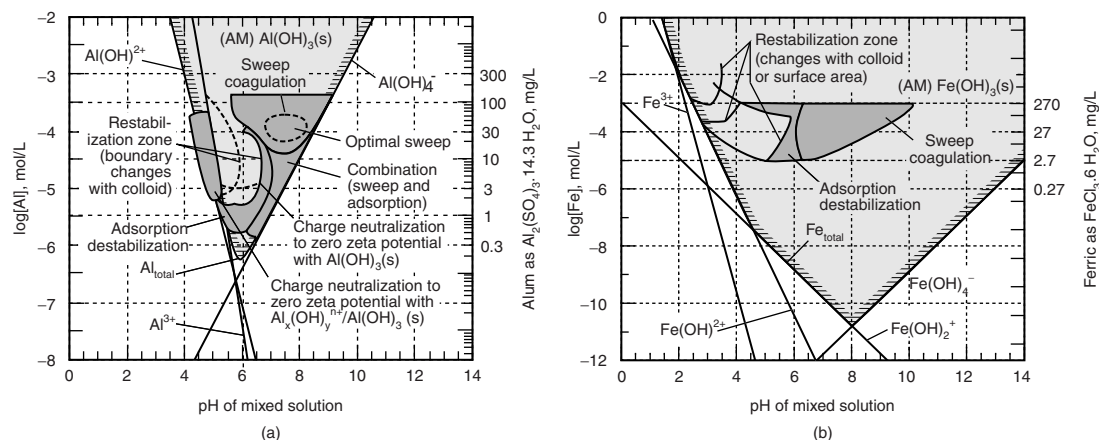 −2
−3
−4
−5
−6
−7
−8
log[Al], mol/L
0 2 4 6 8 10 12 14
pH of mixed solution
(a)
300
100
30
10
3
1
0.3
Alum as Al2(SO4)3·14.3 H2O, mg/L
Al(OH)2+
(AM) Al(OH)3(s)
Sweep
coagulation
Al(OH)4−
Restabil-
ization zone
(boundary
changes
with colloid)
Optimal sweep
Combination
(sweep and
adsorption)
Adsorption
destabilization
Charge neutralization
to zero zeta potential
with Al(OH)3(s)
Altotal
Charge neutralization to
zero zeta potential with
Alx(OH)yn+/Al(OH)3 (s)
Al3+
0
−2
−4
−6
−8
−10
−12
log[Fe], mol/L
0 2 4 6 8 10 12 14
pH of mixed solution
(b)
270
27
2.7
0.27
Ferric as FeCl3·6 H2O, mg/L
Restabilization zone
(changes with colloid
or surface area)
(AM) Fe(OH)3(s)
Fe3+
Sweep
coagulation
Adsorption
destabilization
Fetotal
Fe(OH)4−
Fe(OH)2+
Fe(OH)2+